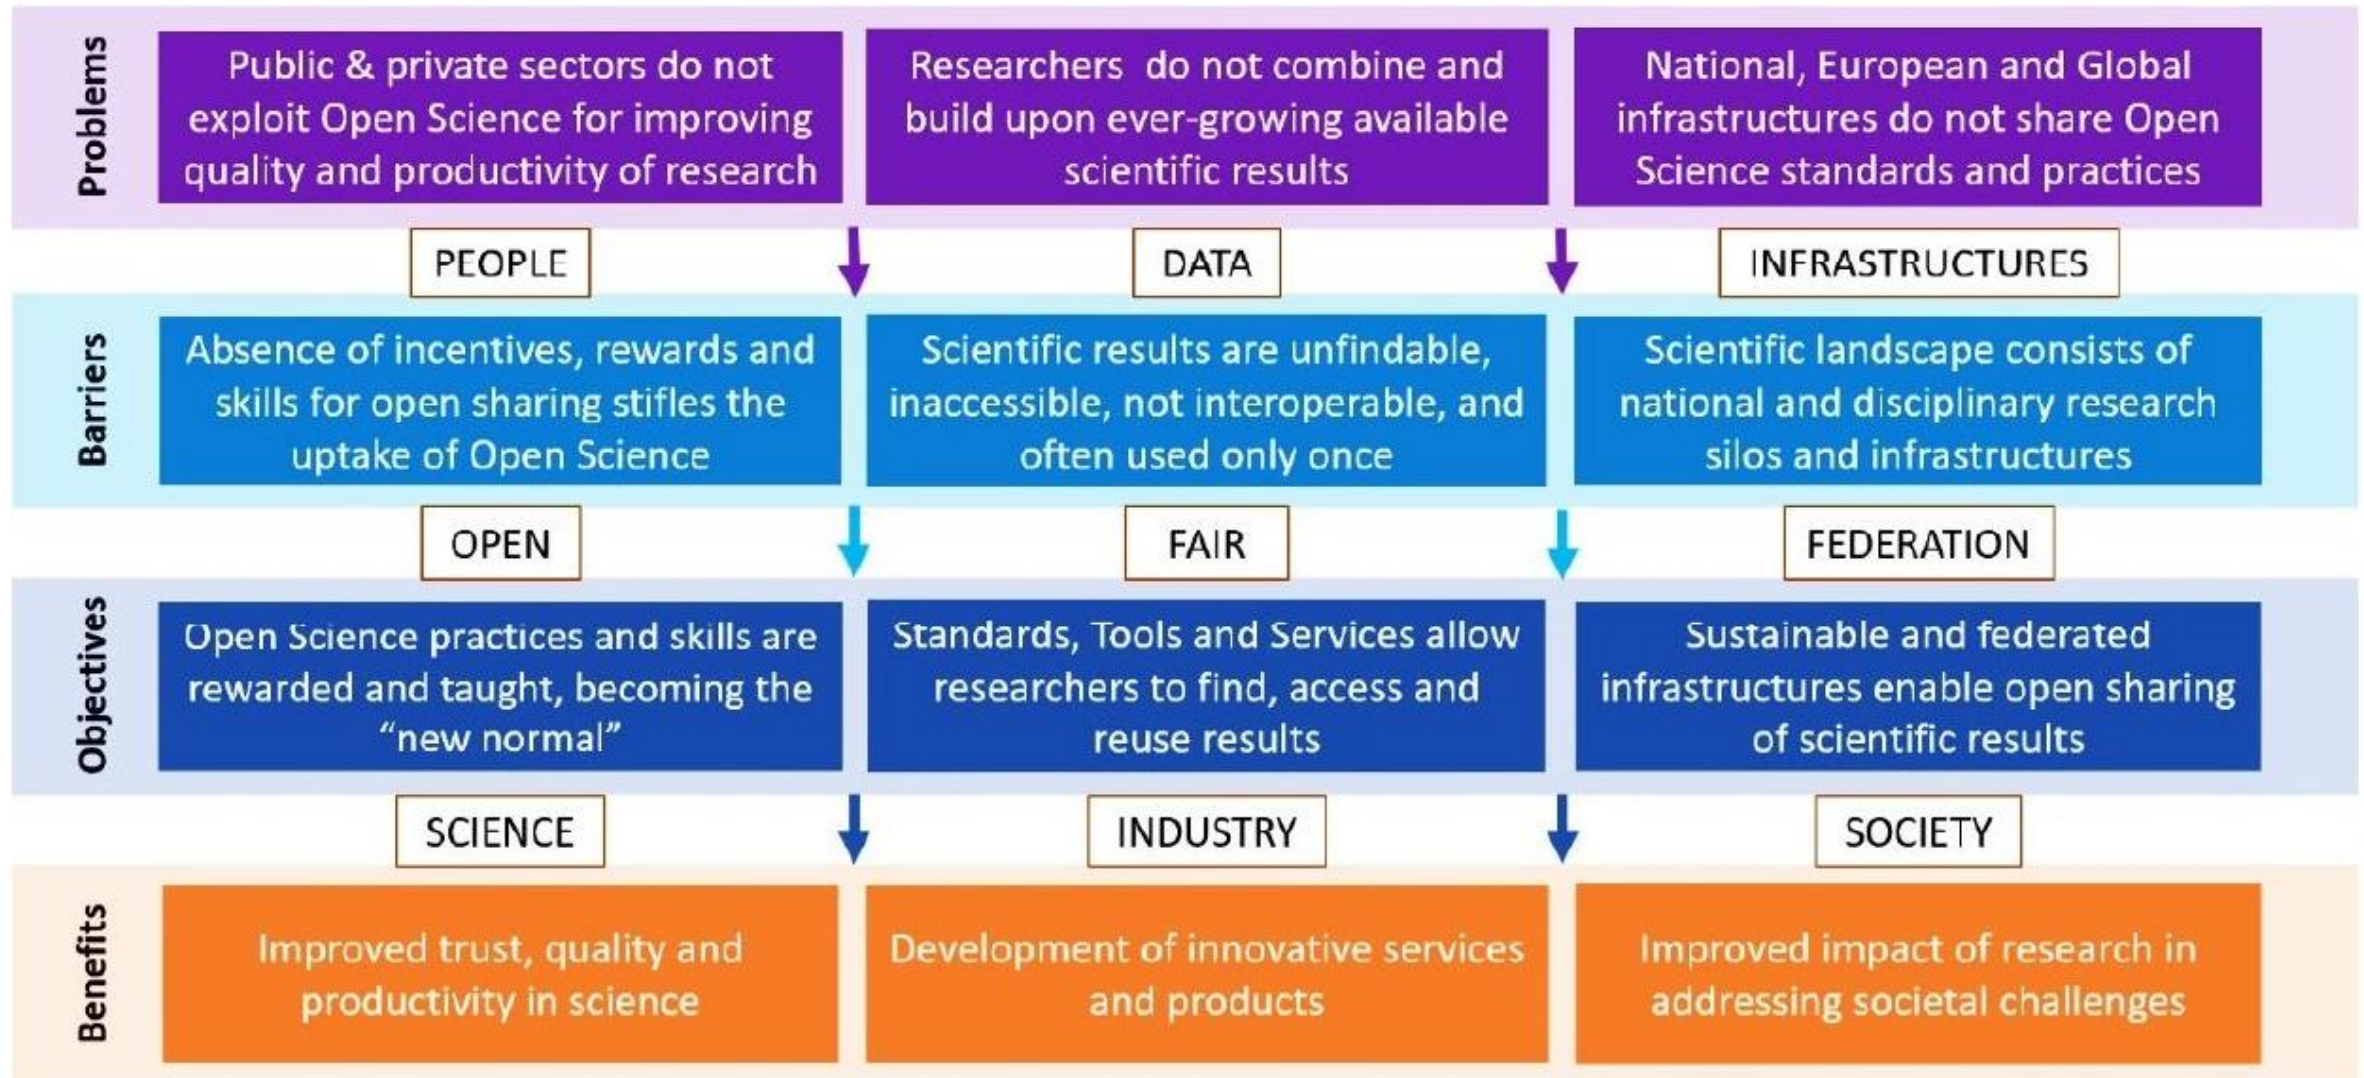 Problems
Public & private sectors do not
exploit Open Science for improving
quality and productivity of research
Researchers do not combine and
build upon ever-growing available
scientific results
National, European and Global
infrastructures do not share Open
Science standards and practices
PEOPLE
DATA
INFRASTRUCTURES
Barriers
Absence of incentives, rewards and
skills for open sharing stifles the
uptake of Open Science
Scientific results are unfindable,
inaccessible, not interoperable, and
often used only once
Scientific landscape consists of
national and disciplinary research
silos and infrastructures
OPEN
FAIR
FEDERATION
Objectives
Open Science practices and skills are
rewarded and taught, becoming the
“new normal”
Standards, Tools and Services allow
researchers to find, access and
reuse results
Sustainable and federated
infrastructures enable open sharing
of scientific results
SCIENCE
INDUSTRY
SOCIETY
Benefits
Improved trust, quality and
productivity in science
Development of innovative services
and products
Improved impact of research in
addressing societal challenges